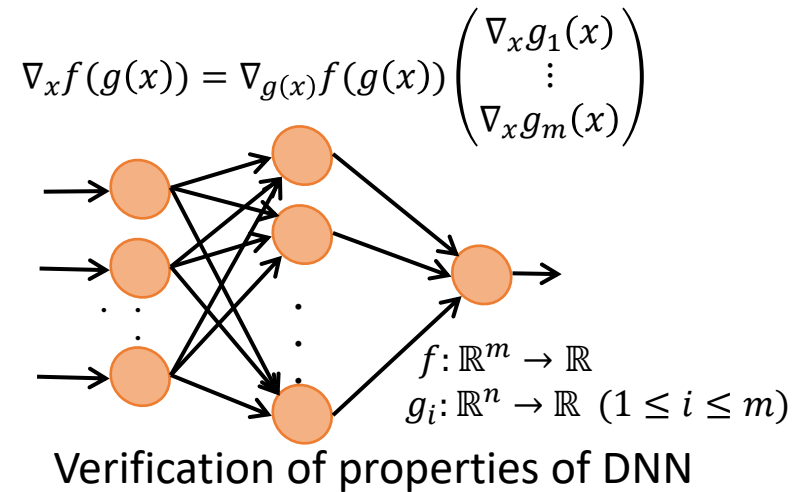 ∇ₓf(g(x)) = ∇_{g(x)}f(g(x)) (∇ₓg₁(x) ⋮ ∇ₓgₘ(x))
f: ℝᵐ → ℝ
gᵢ: ℝⁿ → ℝ (1 ≤ i ≤ m)
Verification of properties of DNN